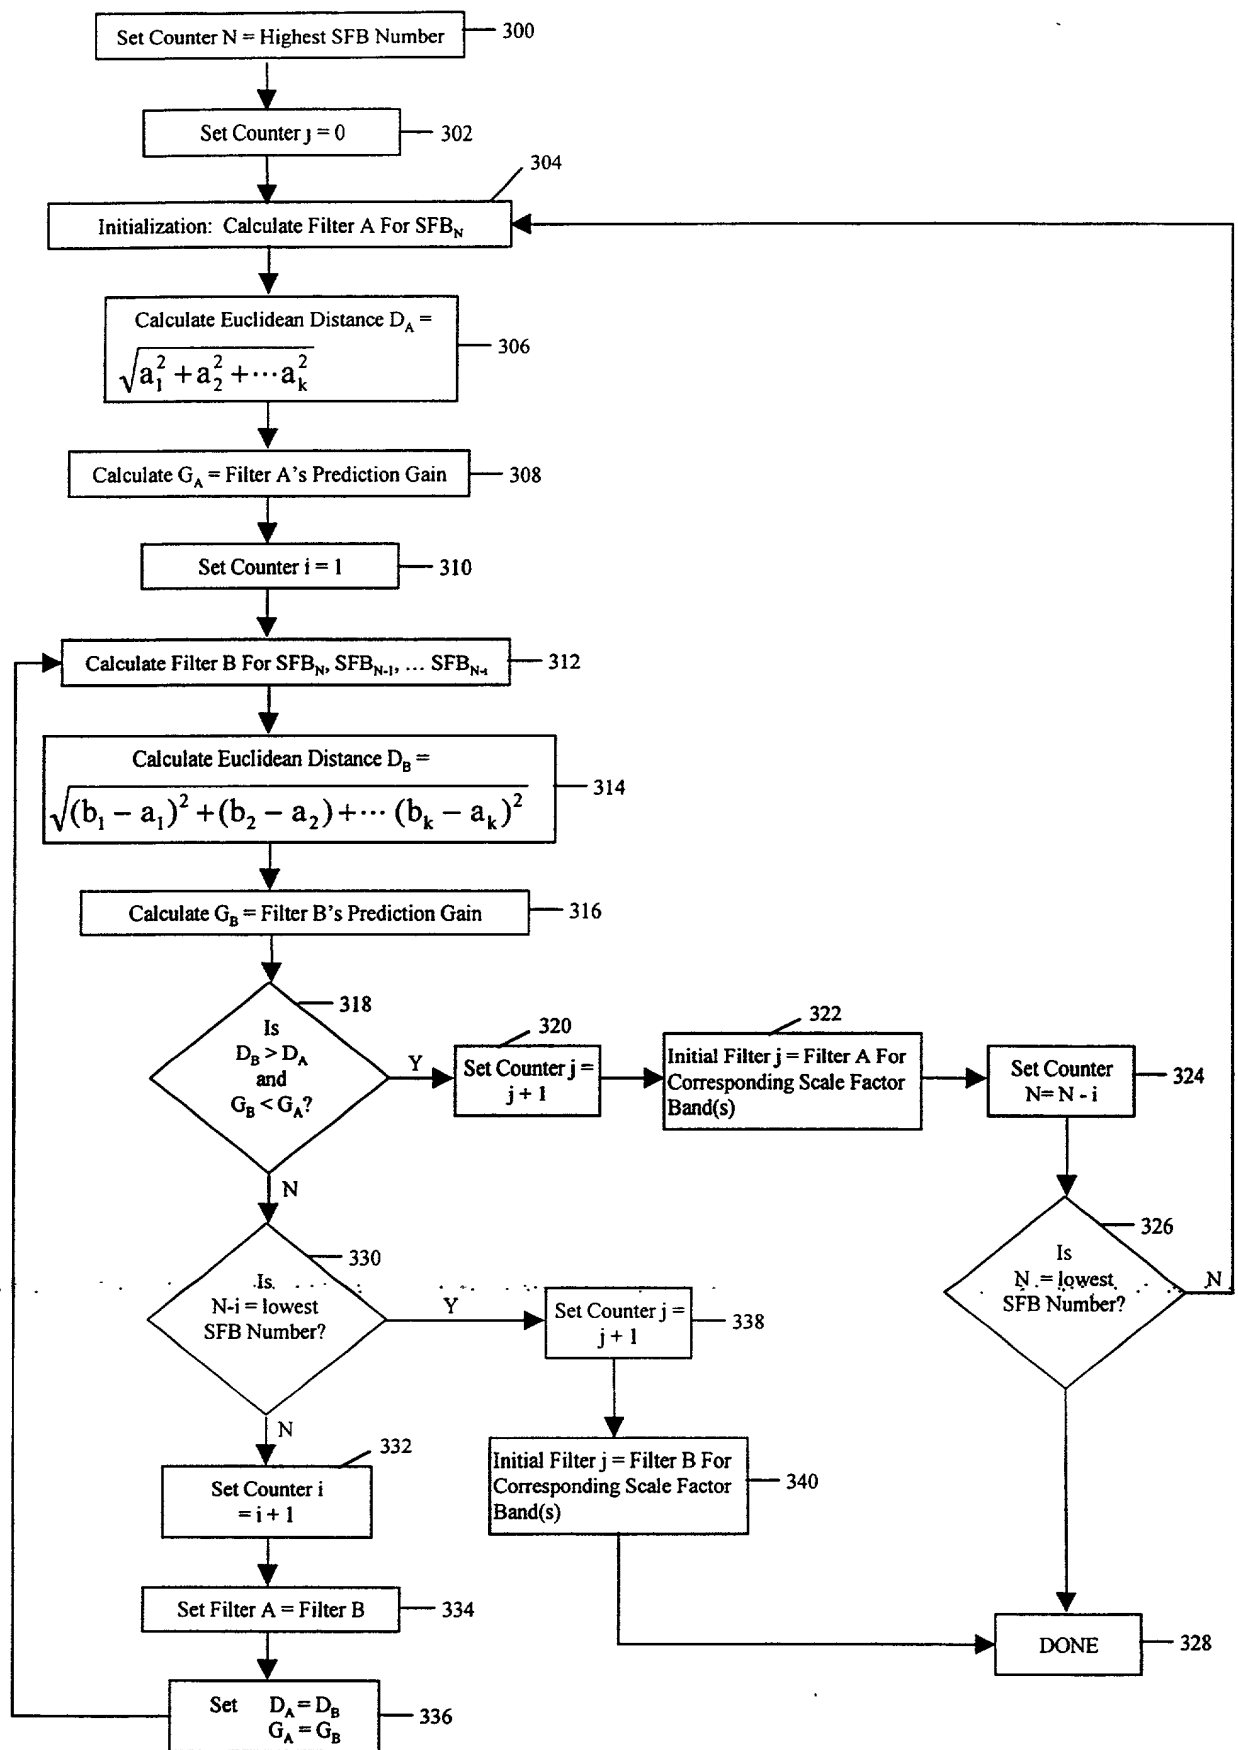 Set Counter N = Highest SFB Number
300
Set Counter j = 0
302
304
Initialization: Calculate Filter A For SFB_N
Calculate Euclidean Distance D_A =
√(a_1^2 + a_2^2 + ⋯ a_k^2)
306
Calculate G_A = Filter A's Prediction Gain
308
Set Counter i = 1
310
Calculate Filter B For SFB_N, SFB_N-1, … SFB_N-i
312
Calculate Euclidean Distance D_B =
√((b_1 − a_1)^2 + (b_2 − a_2) + ⋯ (b_k − a_k)^2)
314
Calculate G_B = Filter B's Prediction Gain
316
318
Is
D_B > D_A
and
G_B < G_A?
Y
N
320
Set Counter j =
j + 1
322
Initial Filter j = Filter A For
Corresponding Scale Factor
Band(s)
Set Counter
N= N - i
324
326
Is
N = lowest
SFB Number?
N
330
Is
N-i = lowest
SFB Number?
Y
N
Set Counter j =
j + 1
338
Initial Filter j = Filter B For
Corresponding Scale Factor
Band(s)
340
332
Set Counter i
= i + 1
Set Filter A = Filter B
334
Set D_A = D_B
G_A = G_B
336
DONE
328